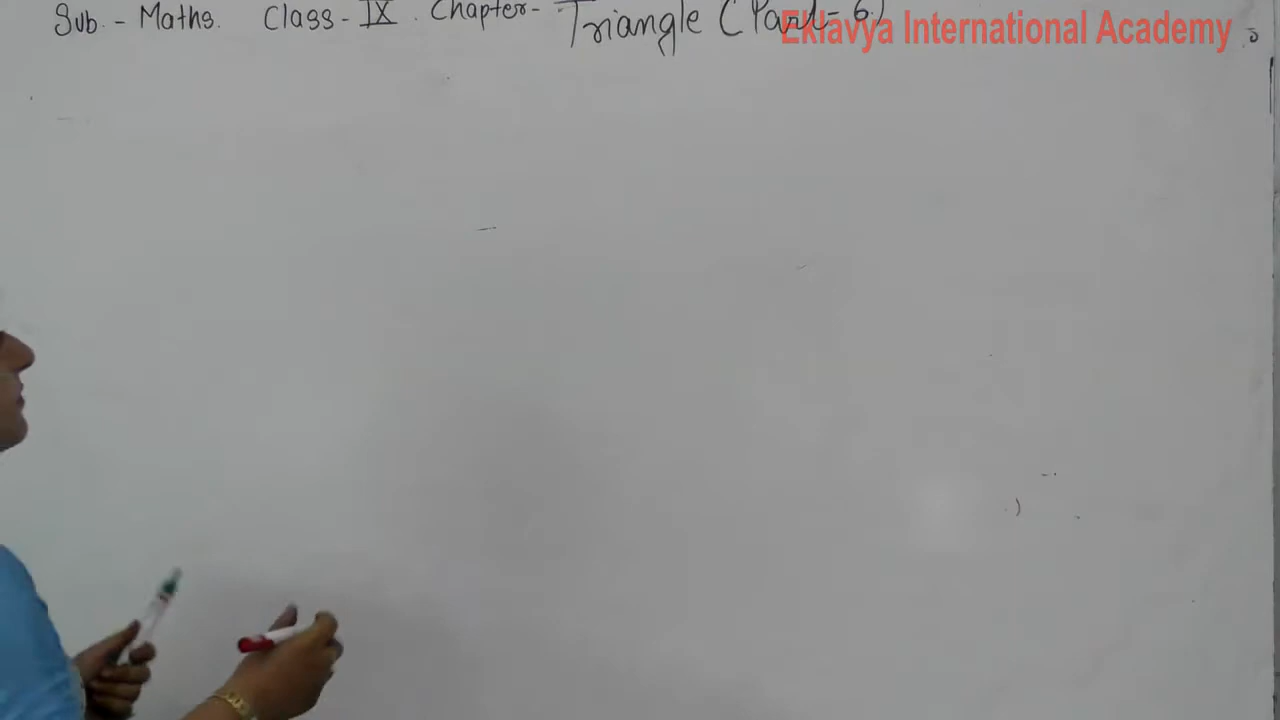 Sub. - Maths. Class - IX. Chapter - Triangle (Part - 6)
Eklavya International Academy